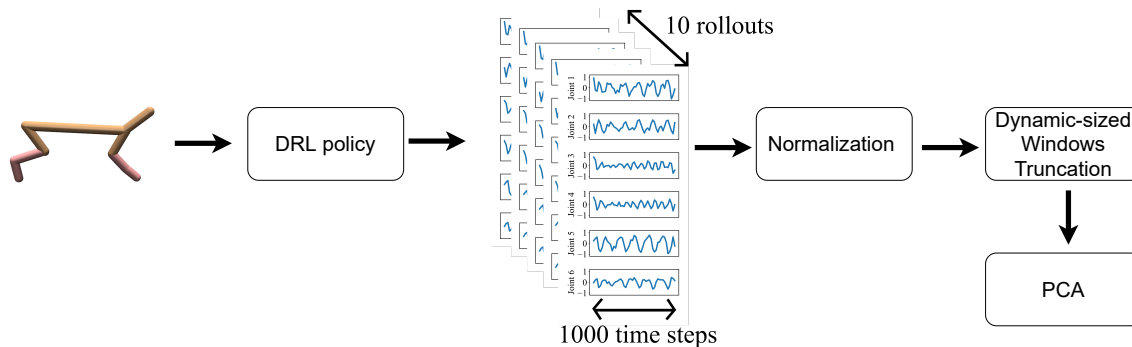 10 rollouts
DRL policy
Joint 1
1
0
−1
Joint 2
1
0
−1
Joint 3
1
0
−1
Joint 4
1
0
−1
Joint 5
1
0
−1
Joint 6
1
0
−1
1000 time steps
Normalization
Dynamic-sized
Windows
Truncation
PCA